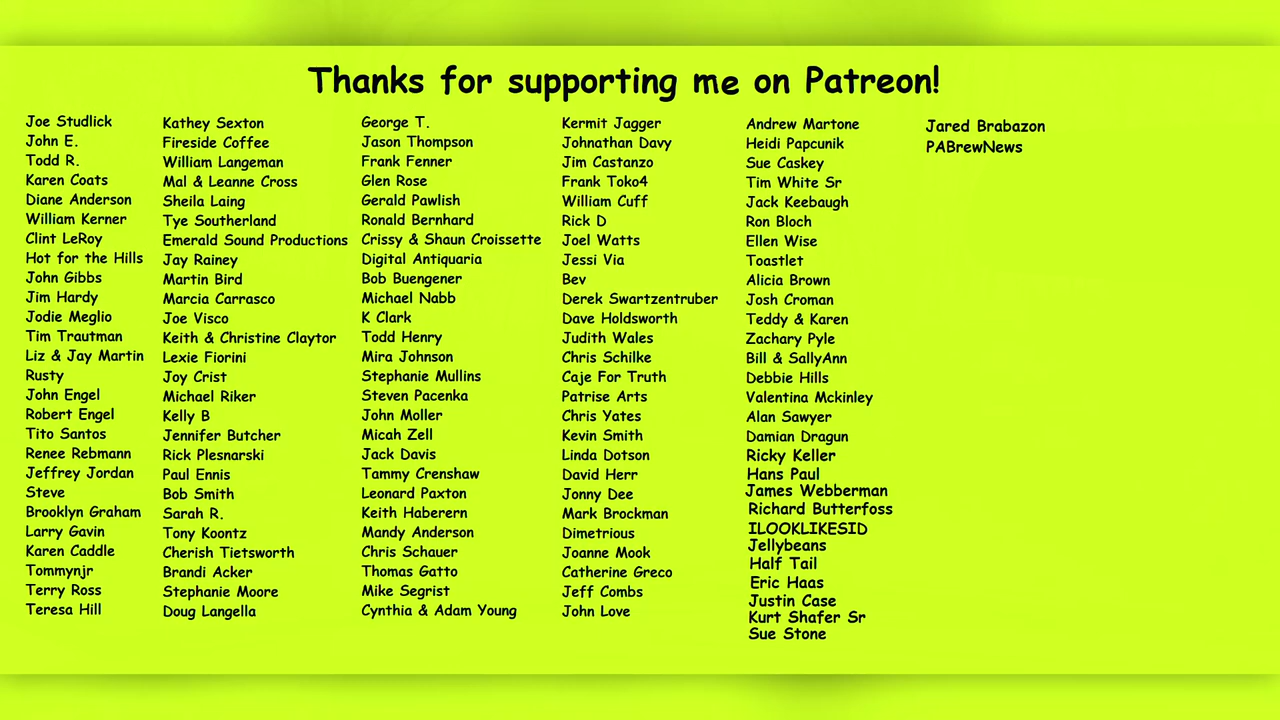 Thanks for supporting me on Patreon!
Joe Studlick
John E.
Todd R.
Karen Coats
Diane Anderson
William Kerner
Clint LeRoy
Hot for the Hills
John Gibbs
Jim Hardy
Jodie Meglio
Tim Trautman
Liz & Jay Martin
Rusty
John Engel
Robert Engel
Tito Santos
Renee Rebmann
Jeffrey Jordan
Steve
Brooklyn Graham
Larry Gavin
Karen Caddle
Tommynjr
Terry Ross
Teresa Hill
Kathey Sexton
Fireside Coffee
William Langeman
Mal & Leanne Cross
Sheila Laing
Tye Southerland
Emerald Sound Productions
Jay Rainey
Martin Bird
Marcia Carrasco
Joe Visco
Keith & Christine Claytor
Lexie Fiorini
Joy Crist
Michael Riker
Kelly B
Jennifer Butcher
Rick Plesnarski
Paul Ennis
Bob Smith
Sarah R.
Tony Koontz
Cherish Tietsworth
Brandi Acker
Stephanie Moore
Doug Langella
George T.
Jason Thompson
Frank Fenner
Glen Rose
Gerald Pawlish
Ronald Bernhard
Crissy & Shaun Croissette
Digital Antiquaria
Bob Buengener
Michael Nabb
K Clark
Todd Henry
Mira Johnson
Stephanie Mullins
Steven Pacenka
John Moller
Micah Zell
Jack Davis
Tammy Crenshaw
Leonard Paxton
Keith Haberern
Mandy Anderson
Chris Schauer
Thomas Gatto
Mike Segrist
Cynthia & Adam Young
Kermit Jagger
Johnathan Davy
Jim Castanzo
Frank Toko4
William Cuff
Rick D
Joel Watts
Jessi Via
Bev
Derek Swartzentruber
Dave Holdsworth
Judith Wales
Chris Schilke
Caje For Truth
Patrise Arts
Chris Yates
Kevin Smith
Linda Dotson
David Herr
Jonny Dee
Mark Brockman
Dimetrious
Joanne Mook
Catherine Greco
Jeff Combs
John Love
Andrew Martone
Heidi Papcunik
Sue Caskey
Tim White Sr
Jack Keebaugh
Ron Bloch
Ellen Wise
Toastlet
Alicia Brown
Josh Croman
Teddy & Karen
Zachary Pyle
Bill & SallyAnn
Debbie Hills
Valentina Mckinley
Alan Sawyer
Damian Dragun
Ricky Keller
Hans Paul
James Webberman
Richard Butterfoss
ILOOKLIKESID
Jellybeans
Half Tail
Eric Haas
Justin Case
Kurt Shafer Sr
Sue Stone
Jared Brabazon
PABrewNews